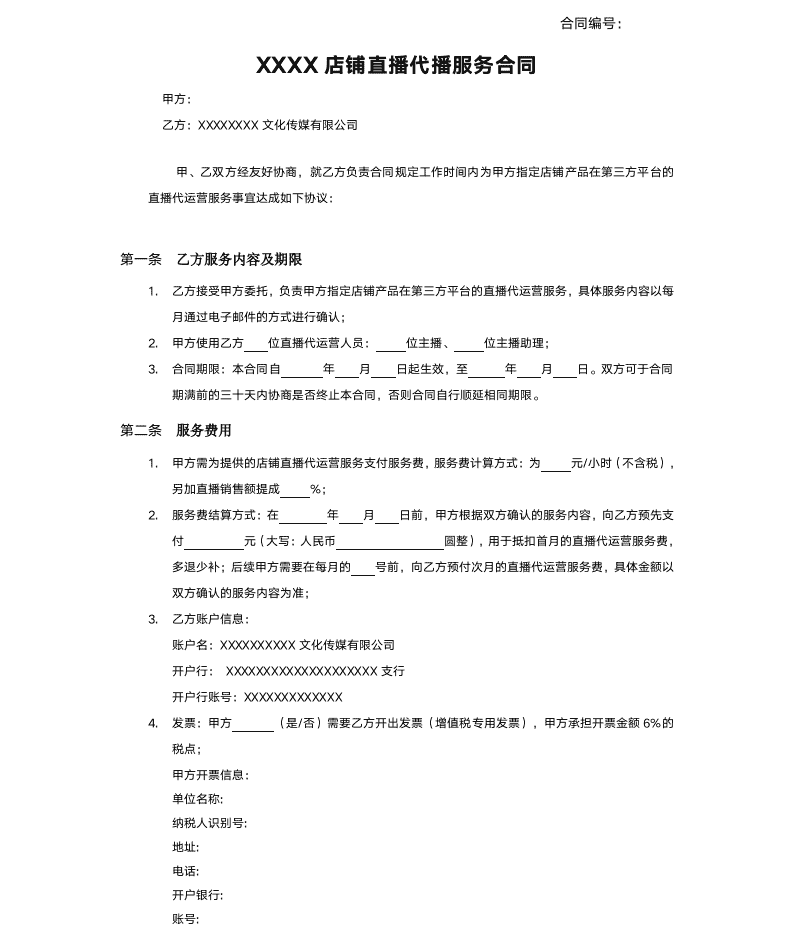 合同编号：
XXXX 店铺直播代播服务合同
甲方：
乙方：XXXXXXXX 文化传媒有限公司
甲、乙双方经友好协商，就乙方负责合同规定工作时间内为甲方指定店铺产品在第三方平台的
直播代运营服务事宜达成如下协议：
第一条 乙方服务内容及期限
1. 乙方接受甲方委托，负责甲方指定店铺产品在第三方平台的直播代运营服务，具体服务内容以每
月通过电子邮件的方式进行确认；
2. 甲方使用乙方____位直播代运营人员：_____位主播、_____位主播助理；
3. 合同期限：本合同自_______年____月____日起生效，至______年____月____日。双方可于合同
期满前的三十天内协商是否终止本合同，否则合同自行顺延相同期限。
第二条 服务费用
1. 甲方需为提供的店铺直播代运营服务支付服务费，服务费计算方式：为_____元/小时（不含税），
另加直播销售额提成_____%；
2. 服务费结算方式：在________年____月____日前，甲方根据双方确认的服务内容，向乙方预先支
付__________元（大写：人民币__________________圆整），用于抵扣首月的直播代运营服务费，
多退少补；后续甲方需要在每月的____号前，向乙方预付次月的直播代运营服务费，具体金额以
双方确认的服务内容为准；
3. 乙方账户信息：
账户名：XXXXXXXXXX 文化传媒有限公司
开户行： XXXXXXXXXXXXXXXXXXXX 支行
开户行账号：XXXXXXXXXXXXX
4. 发票：甲方_______（是/否）需要乙方开出发票（增值税专用发票），甲方承担开票金额 6%的
税点；
甲方开票信息：
单位名称:
纳税人识别号:
地址:
电话:
开户银行:
账号: